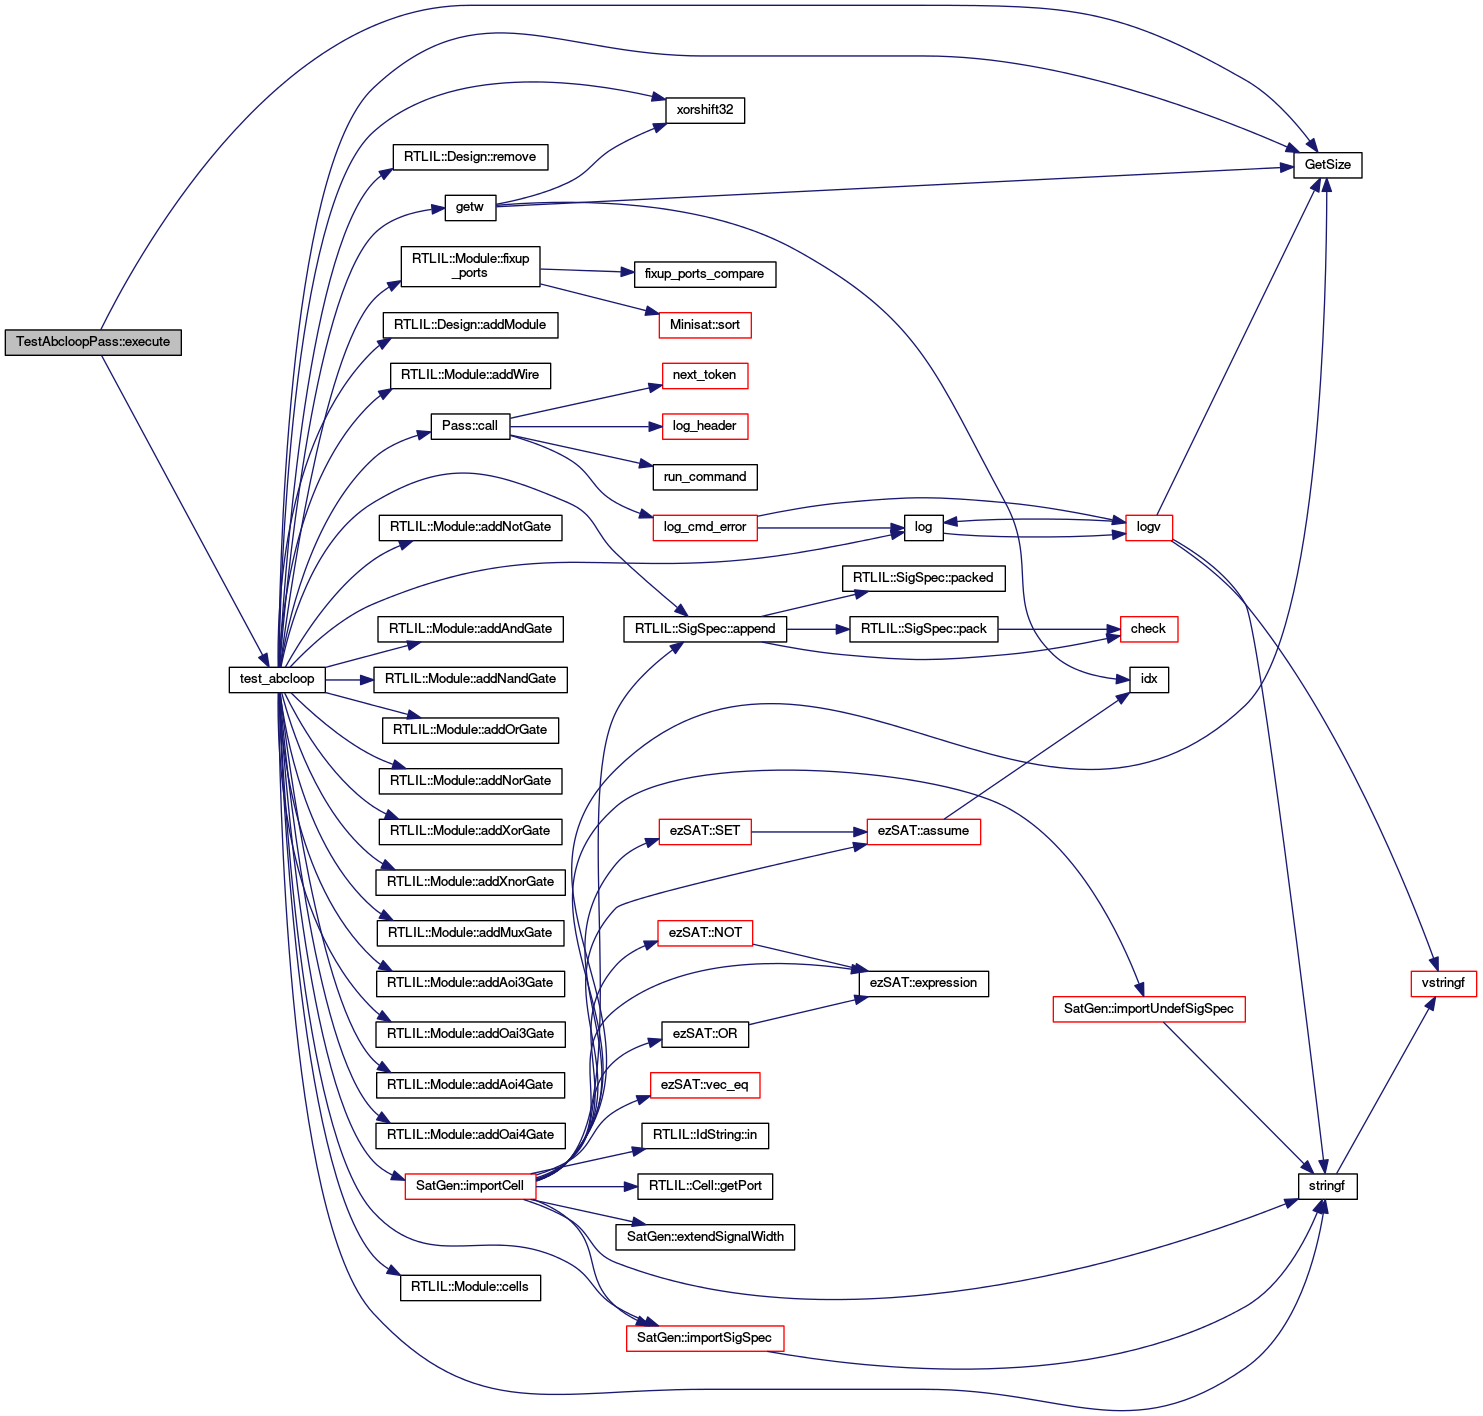 TestAbcloopPass::execute
test_abcloop
RTLIL::Design::remove
getw
RTLIL::Module::fixup
_ports
RTLIL::Design::addModule
RTLIL::Module::addWire
Pass::call
RTLIL::Module::addNotGate
RTLIL::Module::addAndGate
RTLIL::Module::addNandGate
RTLIL::Module::addOrGate
RTLIL::Module::addNorGate
RTLIL::Module::addXorGate
RTLIL::Module::addXnorGate
RTLIL::Module::addMuxGate
RTLIL::Module::addAoi3Gate
RTLIL::Module::addOai3Gate
RTLIL::Module::addAoi4Gate
RTLIL::Module::addOai4Gate
SatGen::importCell
RTLIL::Module::cells
xorshift32
fixup_ports_compare
Minisat::sort
next_token
log_header
run_command
log_cmd_error
RTLIL::SigSpec::append
ezSAT::SET
ezSAT::NOT
ezSAT::OR
ezSAT::vec_eq
RTLIL::IdString::in
RTLIL::Cell::getPort
SatGen::extendSignalWidth
SatGen::importSigSpec
log
RTLIL::SigSpec::packed
RTLIL::SigSpec::pack
ezSAT::assume
ezSAT::expression
logv
check
idx
SatGen::importUndefSigSpec
GetSize
stringf
vstringf